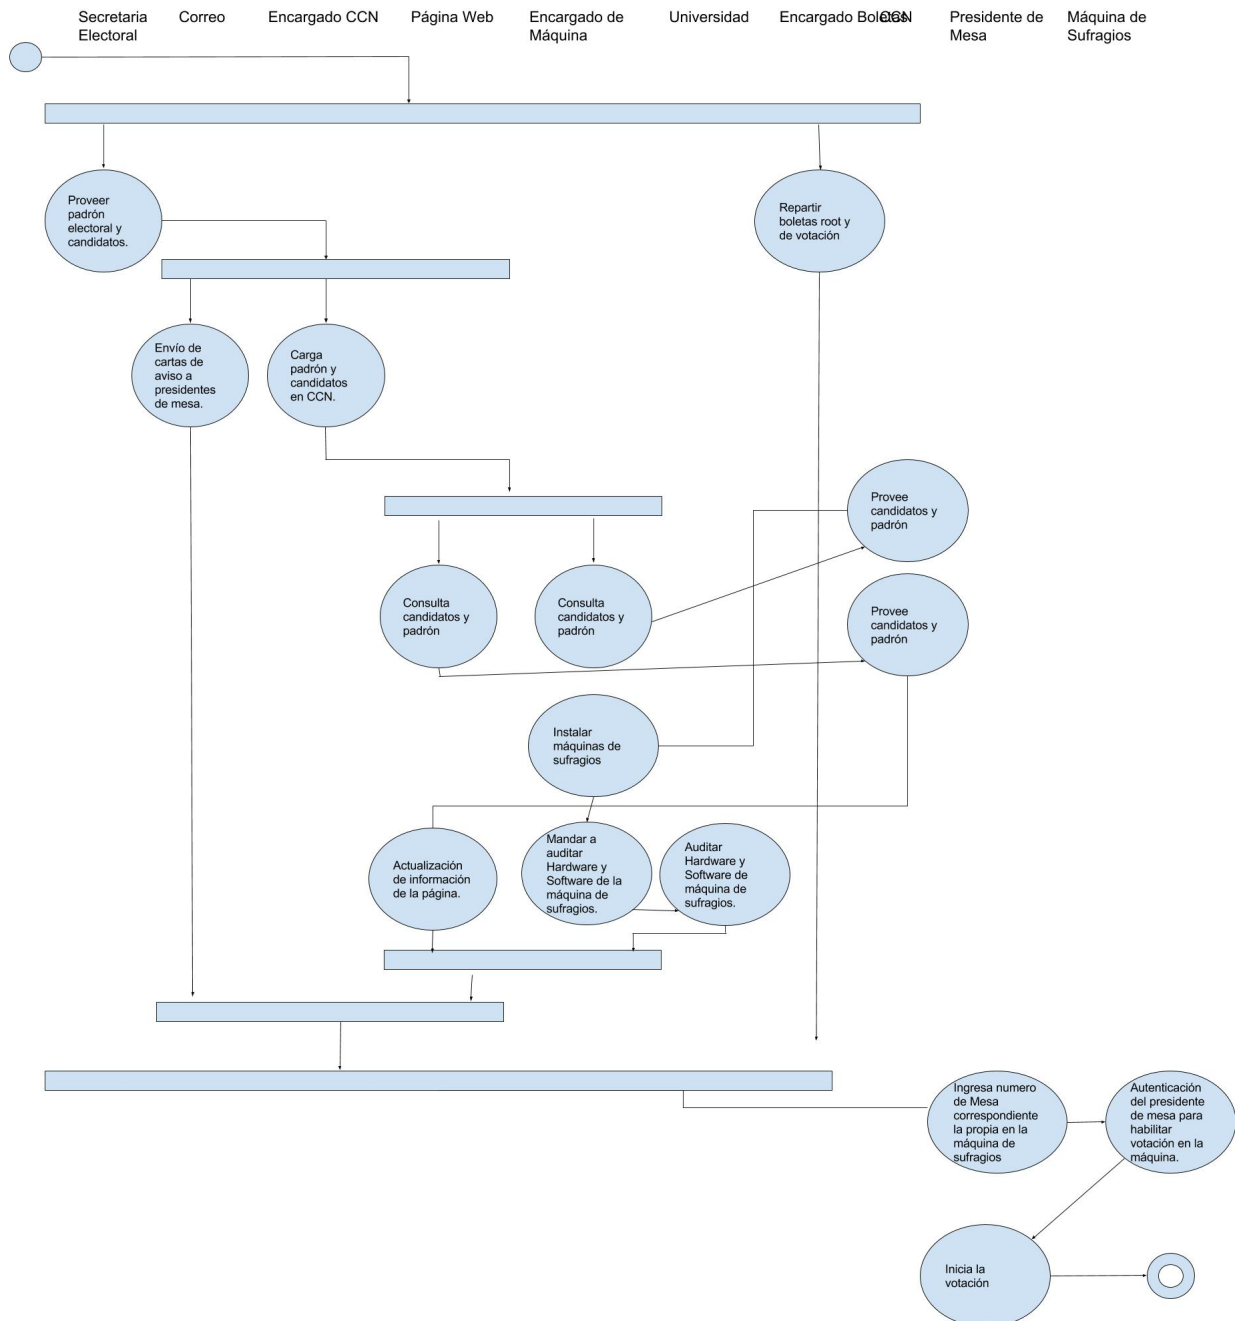 Secretaria
Electoral
Correo
Encargado CCN
Página Web
Encargado de
Máquina
Universidad
Encargado Boletas
CCN
Presidente de
Mesa
Máquina de
Sufragios
Proveer
padrón
electoral y
candidatos.
Repartir
boletas root y
de votación
Envío de
cartas de
aviso a
presidentes
de mesa.
Carga
padrón y
candidatos
en CCN.
Provee
candidatos y
padrón
Consulta
candidatos y
padrón
Consulta
candidatos y
padrón
Provee
candidatos y
padrón
Instalar
máquinas de
sufragios
Actualización
de información
de la página.
Mandar a
auditar
Hardware y
Software de la
máquina de
sufragios.
Auditar
Hardware y
Software de
máquina de
sufragios.
Ingresa numero
de Mesa
correspondiente
la propia en la
máquina de
sufragios
Autenticación
del presidente
de mesa para
habilitar
votación en la
máquina.
Inicia la
votación